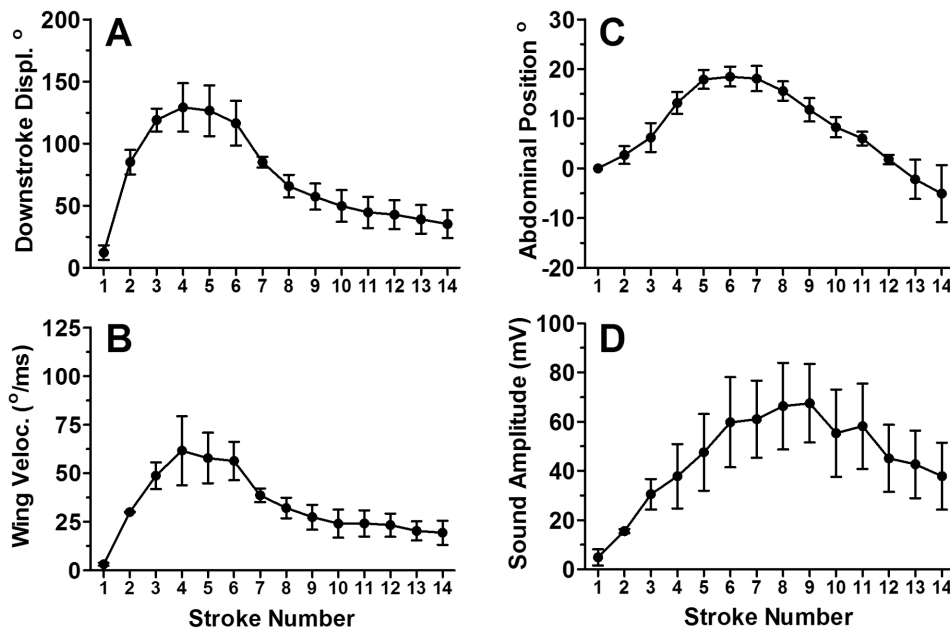 A
Downstroke Displ. º
200
150
100
50
0
1 2 3 4 5 6 7 8 9 10 11 12 13 14
C
Abdominal Position º
30
20
10
0
-10
-20
1 2 3 4 5 6 7 8 9 10 11 12 13 14
B
Wing Veloc. (º/ms)
125
100
75
50
25
0
1 2 3 4 5 6 7 8 9 10 11 12 13 14
Stroke Number
D
Sound Amplitude (mV)
100
80
60
40
20
0
1 2 3 4 5 6 7 8 9 10 11 12 13 14
Stroke Number